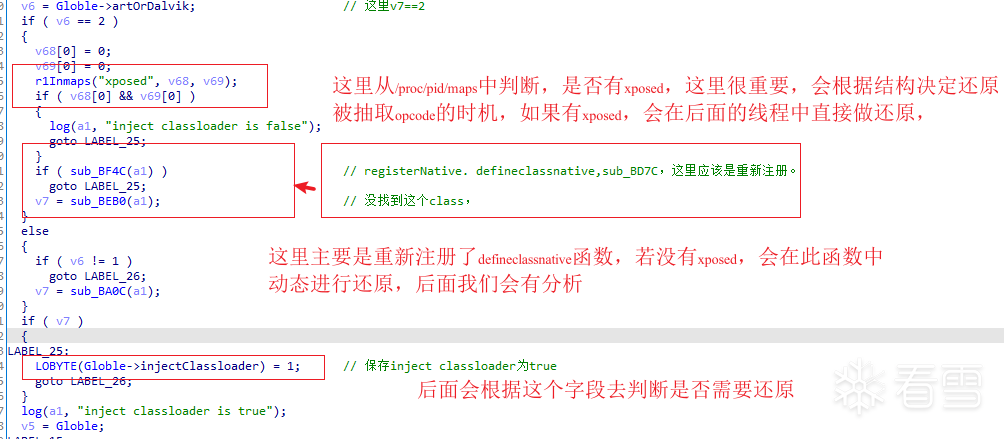 v6 = Globle->artOrDalvik; // 这里v7==2
if ( v6 == 2 )
{
v68[0] = 0;
v69[0] = 0;
r1Inmaps("xposed", v68, v69);
if ( v68[0] && v69[0] )
这里从/proc/pid/maps中判断，是否有xposed，这里很重要，会根据结构决定还原
被抽取opcode的时机，如果有xposed，会在后面的线程中直接做还原，
{
log(a1, "inject classloader is false");
goto LABEL_25;
}
if ( sub_BF4C(a1) ) // registerNative. defineclassnative,sub_BD7C，这里应该是重新注册。
goto LABEL_25;
v7 = sub_BEB0(a1); // 没找到这个class，
}
else
{
if ( v6 != 1 )
goto LABEL_26;
v7 = sub_BA0C(a1);
}
这里主要是重新注册了defineclassnative函数，若没有xposed，会在此函数中
动态进行还原，后面我们会有分析
if ( v7 )
{
LABEL_25:
LOBYTE(Globle->injectClassloader) = 1; // 保存inject classloader为true
goto LABEL_26;
后面会根据这个字段去判断是否需要还原
}
log(a1, "inject classloader is true");
v5 = Globle;
看雪